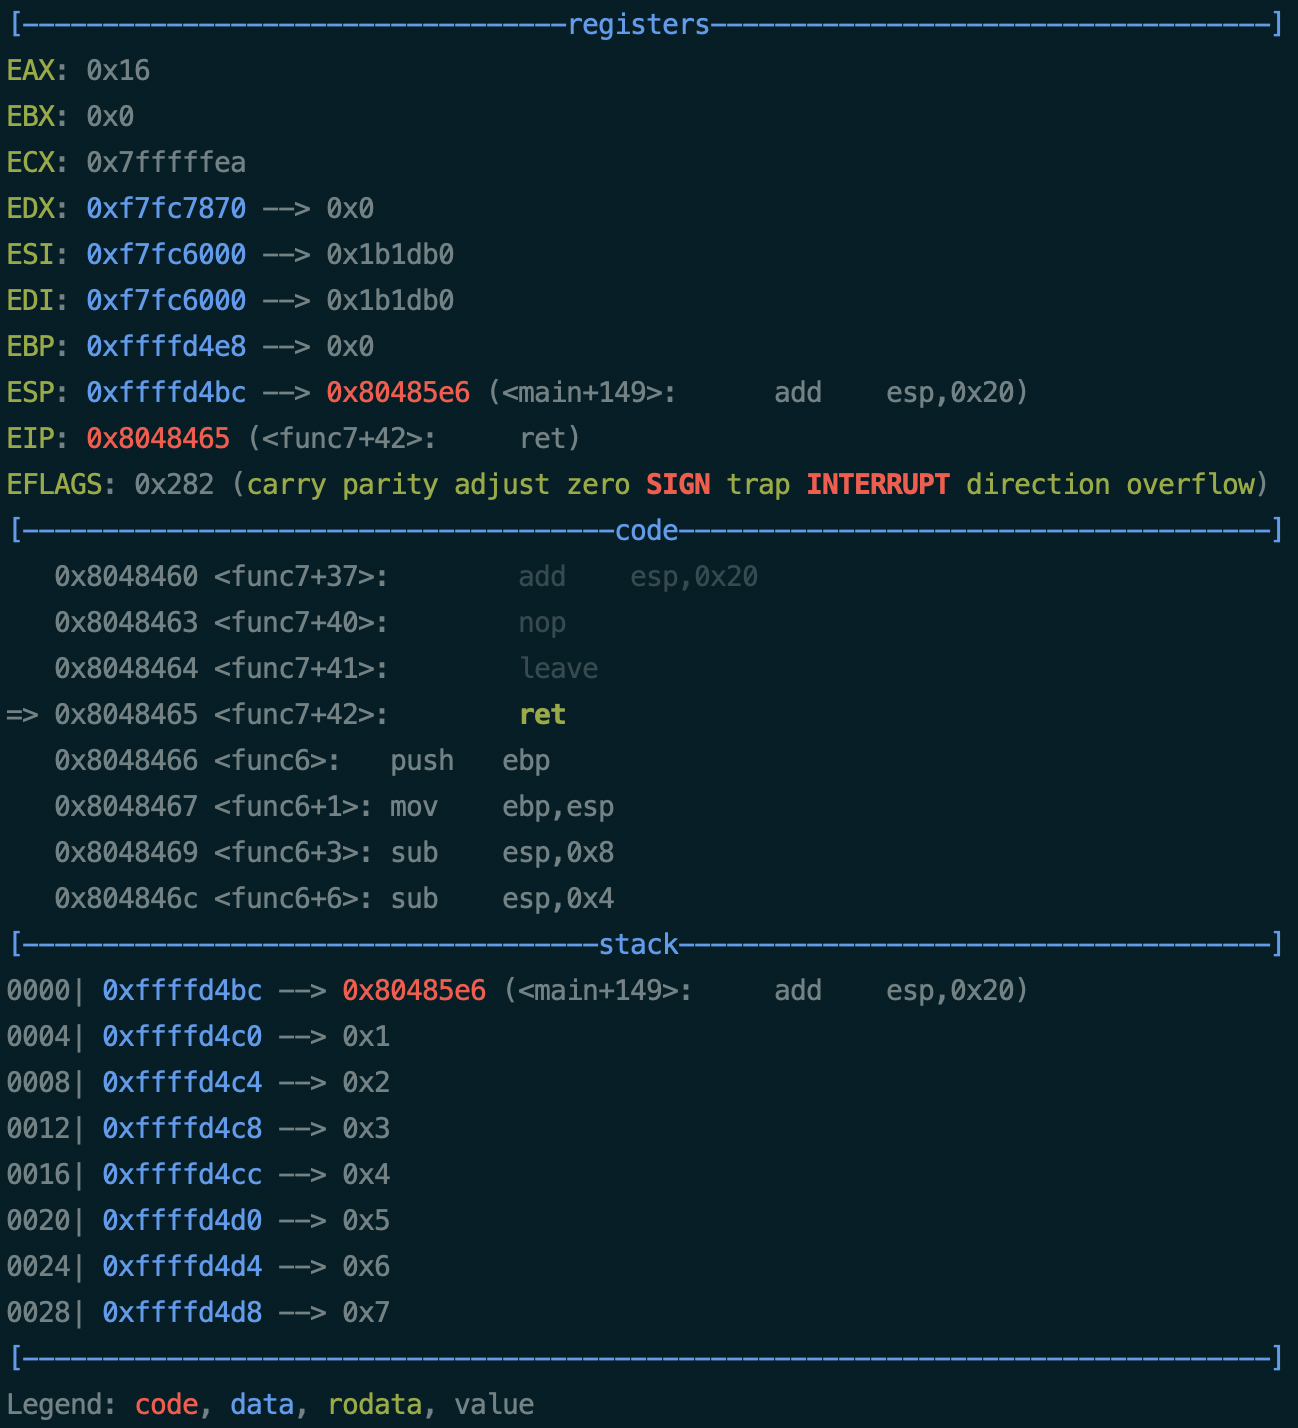 [----------------------------------registers-----------------------------------]
EAX: 0x16
EBX: 0x0
ECX: 0x7fffffea
EDX: 0xf7fc7870 --> 0x0
ESI: 0xf7fc6000 --> 0x1b1db0
EDI: 0xf7fc6000 --> 0x1b1db0
EBP: 0xffffd4e8 --> 0x0
ESP: 0xffffd4bc --> 0x80485e6 (<main+149>:      add    esp,0x20)
EIP: 0x8048465 (<func7+42>:     ret)
EFLAGS: 0x282 (carry parity adjust zero SIGN trap INTERRUPT direction overflow)
[-------------------------------------code-------------------------------------]
   0x8048460 <func7+37>:        add    esp,0x20
   0x8048463 <func7+40>:        nop
   0x8048464 <func7+41>:        leave
=> 0x8048465 <func7+42>:        ret
   0x8048466 <func6>:   push   ebp
   0x8048467 <func6+1>: mov    ebp,esp
   0x8048469 <func6+3>: sub    esp,0x8
   0x804846c <func6+6>: sub    esp,0x4
[------------------------------------stack-------------------------------------]
0000| 0xffffd4bc --> 0x80485e6 (<main+149>:     add    esp,0x20)
0004| 0xffffd4c0 --> 0x1
0008| 0xffffd4c4 --> 0x2
0012| 0xffffd4c8 --> 0x3
0016| 0xffffd4cc --> 0x4
0020| 0xffffd4d0 --> 0x5
0024| 0xffffd4d4 --> 0x6
0028| 0xffffd4d8 --> 0x7
[------------------------------------------------------------------------------]
Legend: code, data, rodata, value